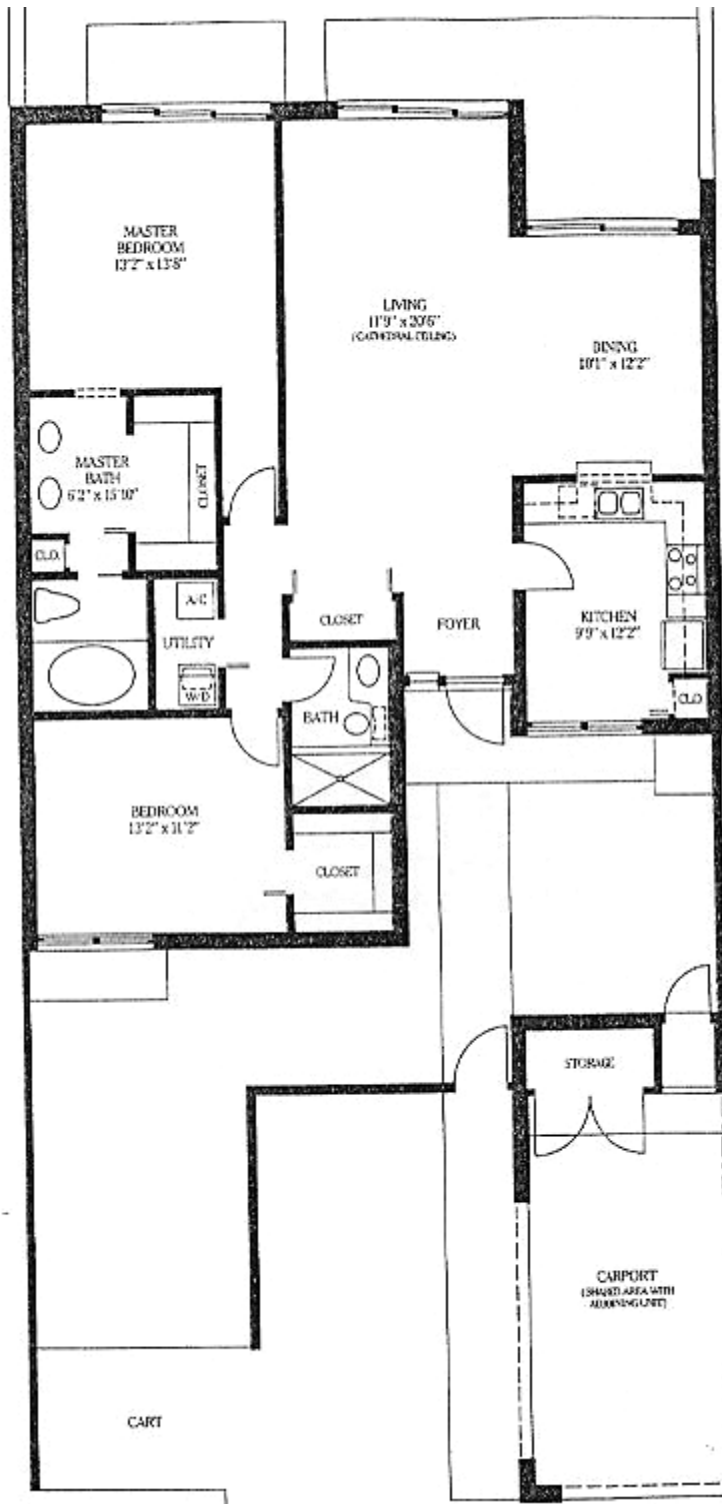 MASTER
BEDROOM
13'2" x 13'8"
LIVING
11'9" x 20'6"
(CATHEDRAL CEILING)
DINING
10'1" x 12'2"
MASTER
BATH
6'2" x 15'10"
CLOSET
CLO.
A/C
UTILITY
W/D
CLOSET
FOYER
KITCHEN
9'9" x 12'2"
CLO
BATH
BEDROOM
13'2" x 11'2"
CLOSET
STORAGE
CARPORT
(SHARED AREA WITH
ADJOINING UNIT)
CART